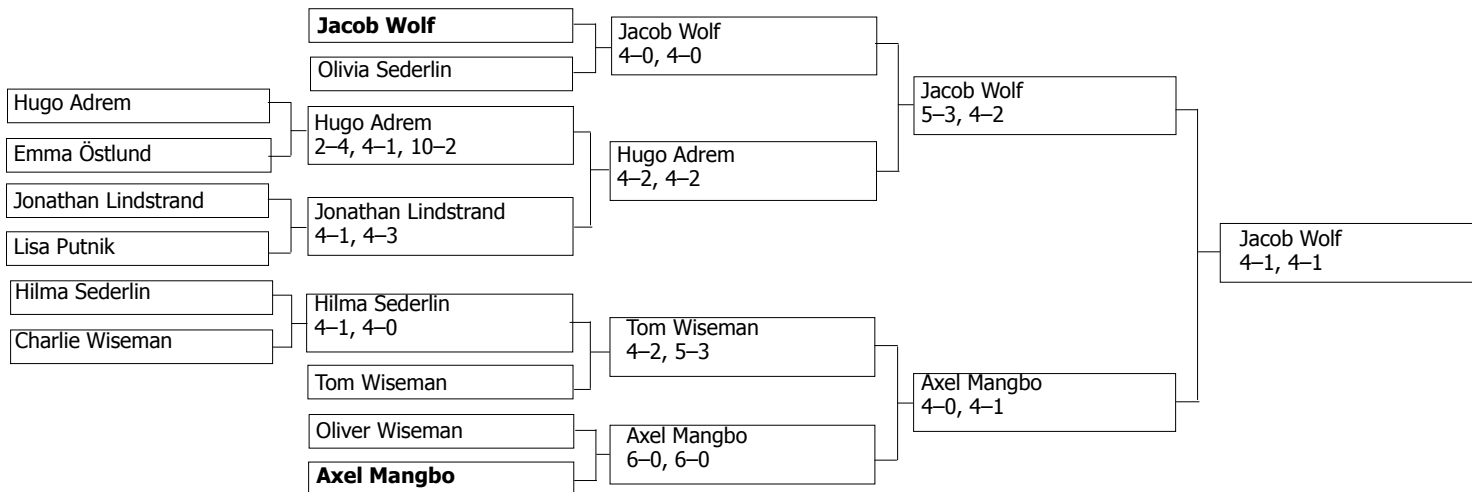 Hugo Adrem
Emma Östlund
Jonathan Lindstrand
Lisa Putnik
Hilma Sederlin
Charlie Wiseman
Jacob Wolf
Olivia Sederlin
Hugo Adrem
2–4, 4–1, 10–2
Jonathan Lindstrand
4–1, 4–3
Hilma Sederlin
4–1, 4–0
Tom Wiseman
Oliver Wiseman
Axel Mangbo
Jacob Wolf
4–0, 4–0
Hugo Adrem
4–2, 4–2
Tom Wiseman
4–2, 5–3
Axel Mangbo
6–0, 6–0
Jacob Wolf
5–3, 4–2
Axel Mangbo
4–0, 4–1
Jacob Wolf
4–1, 4–1